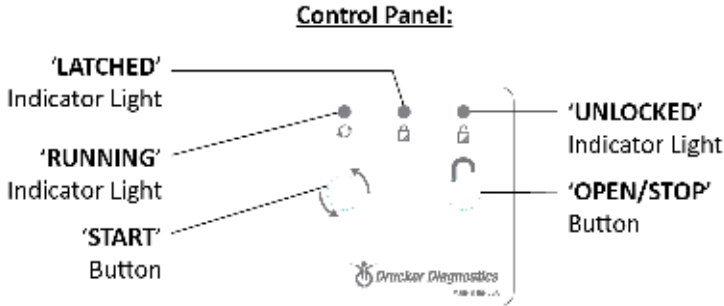 Control Panel:
'LATCHED'
Indicator Light
'RUNNING'
Indicator Light
'START'
Button
'UNLOCKED'
Indicator Light
'OPEN/STOP'
Button
Drucker Diagnostics